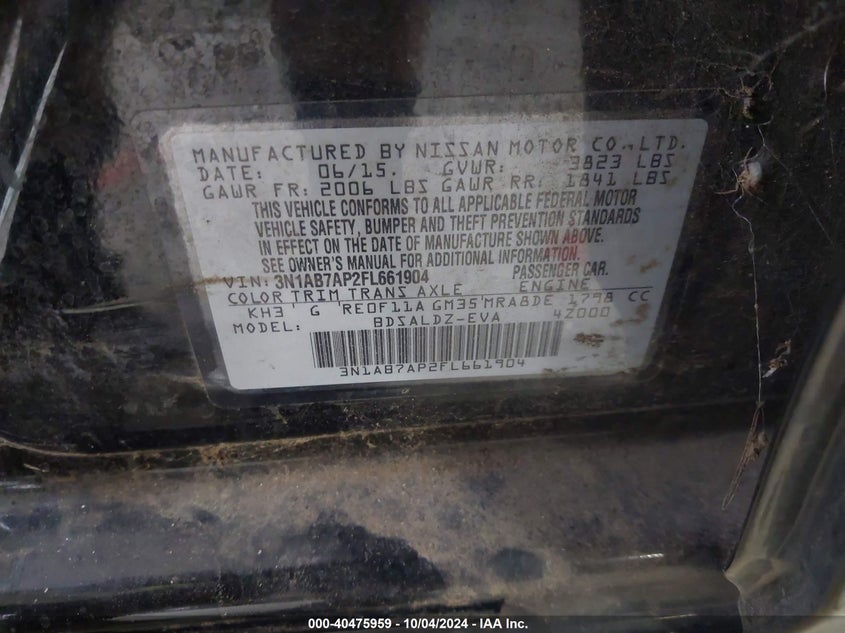 MANUFACTURED BY NISSAN MOTOR CO., LTD.
DATE: 06/15. GVWR: 3823 LBS
GAWR FR: 2006 LBS GAWR RR: 1841 LBS
THIS VEHICLE CONFORMS TO ALL APPLICABLE FEDERAL MOTOR
VEHICLE SAFETY, BUMPER AND THEFT PREVENTION STANDARDS
IN EFFECT ON THE DATE OF MANUFACTURE SHOWN ABOVE.
SEE OWNER'S MANUAL FOR ADDITIONAL INFORMATION.
VIN: 3N1AB7AP2FL661904 PASSENGER CAR.
COLOR TRIM TRANS AXLE ENGINE
KH3 G RE0F11A GM35 MRA8DE 1798 CC
MODEL: BDSALDZ-EVA 4Z000
3N1AB7AP2FL661904
000-40475959 - 10/04/2024 - IAA Inc.